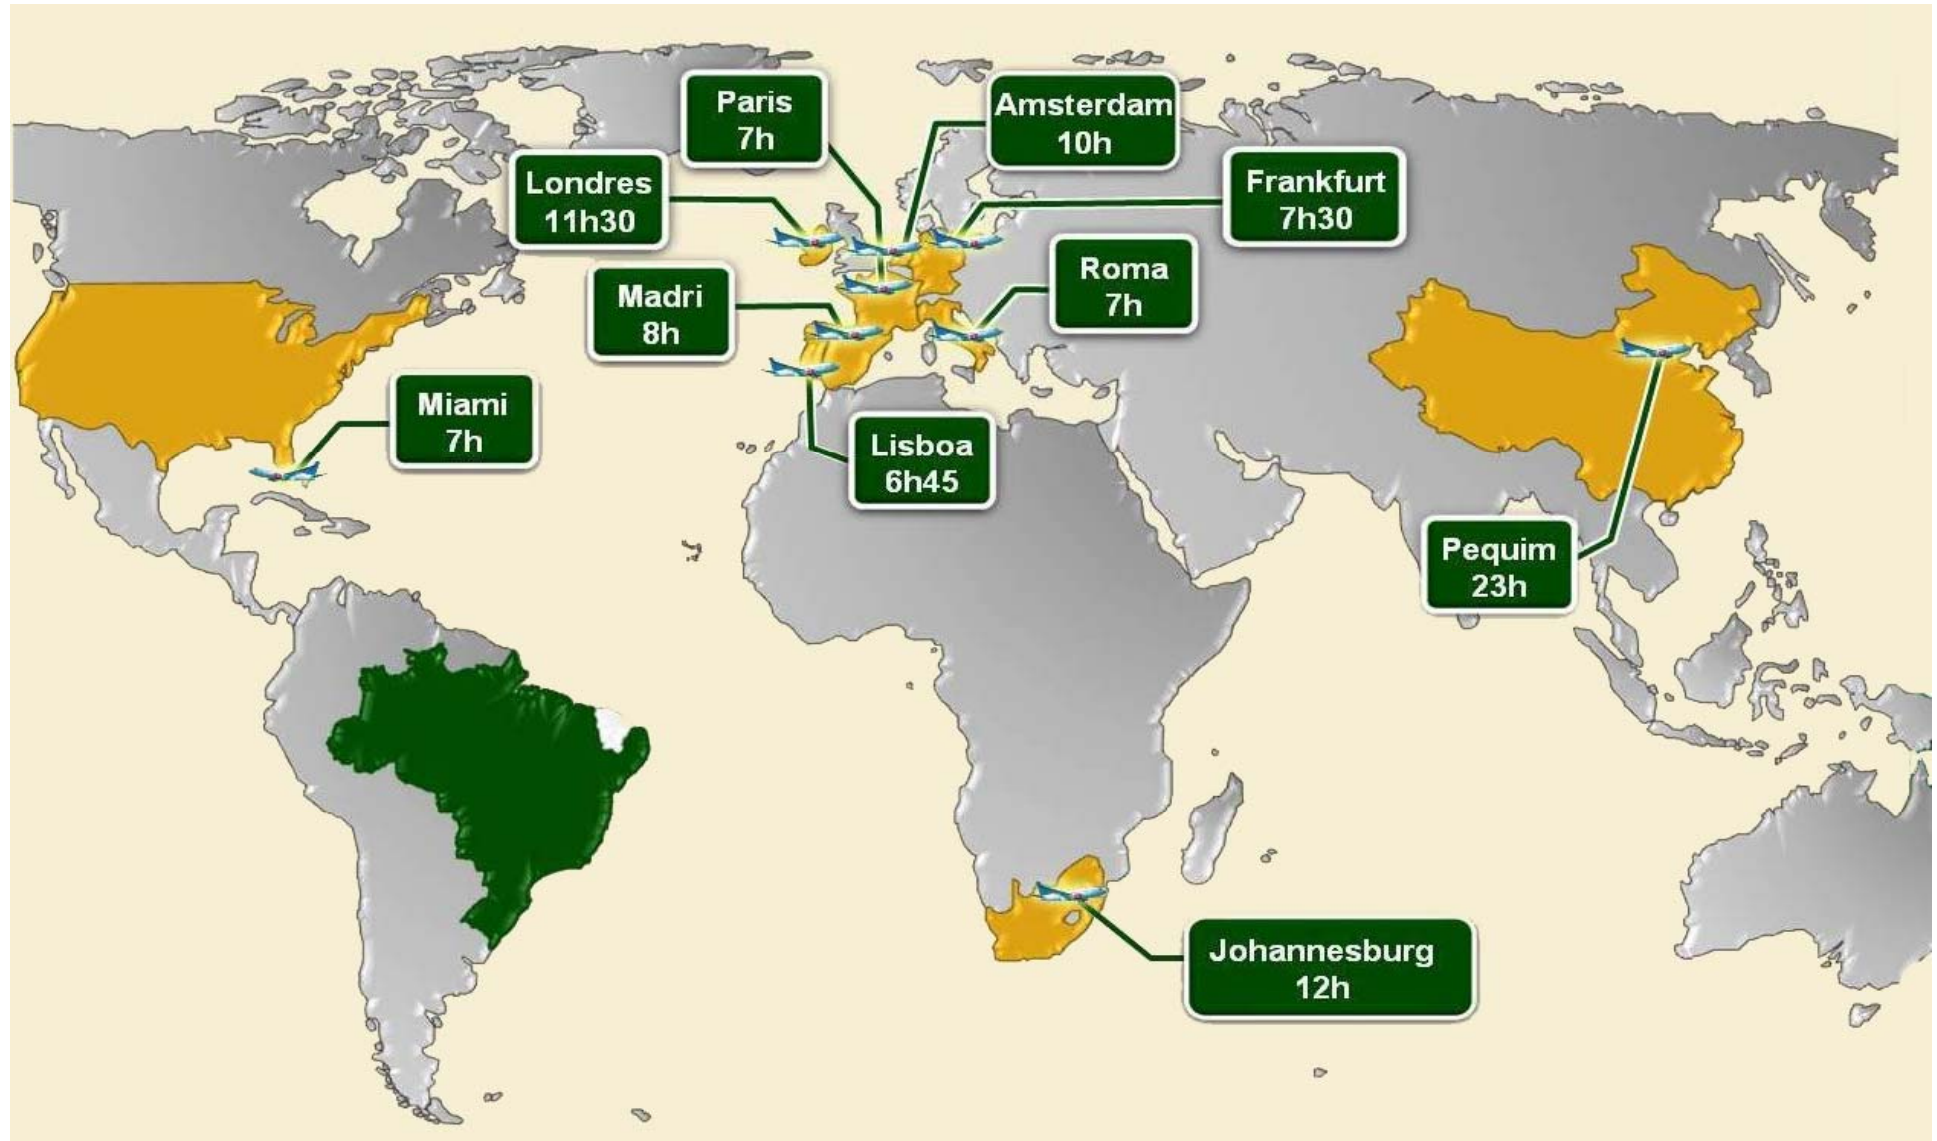 Paris
7h
Amsterdam
10h
Londres
11h30
Frankfurt
7h30
Madri
8h
Roma
7h
Miami
7h
Lisboa
6h45
Pequim
23h
Johannesburg
12h